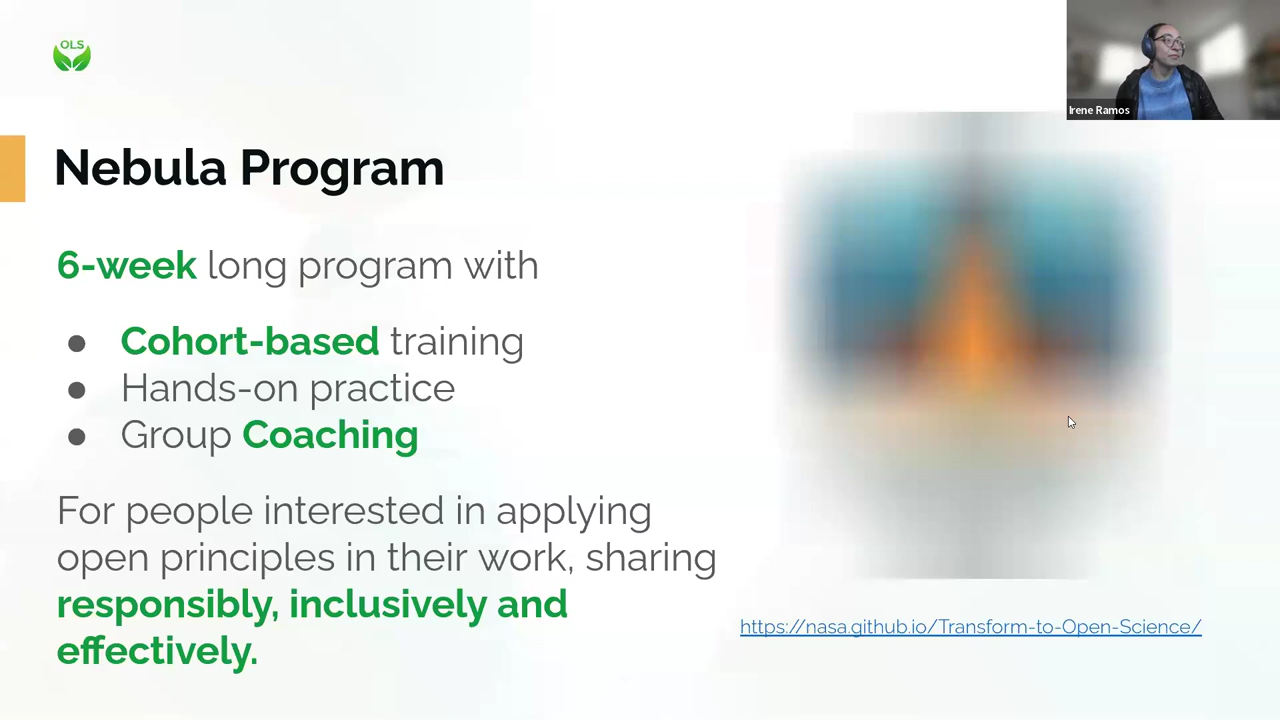 OLS
Irene Ramos
Nebula Program
6-week long program with
● Cohort-based training
● Hands-on practice
● Group Coaching
For people interested in applying
open principles in their work, sharing
responsibly, inclusively and
effectively.
https://nasa.github.io/Transform-to-Open-Science/